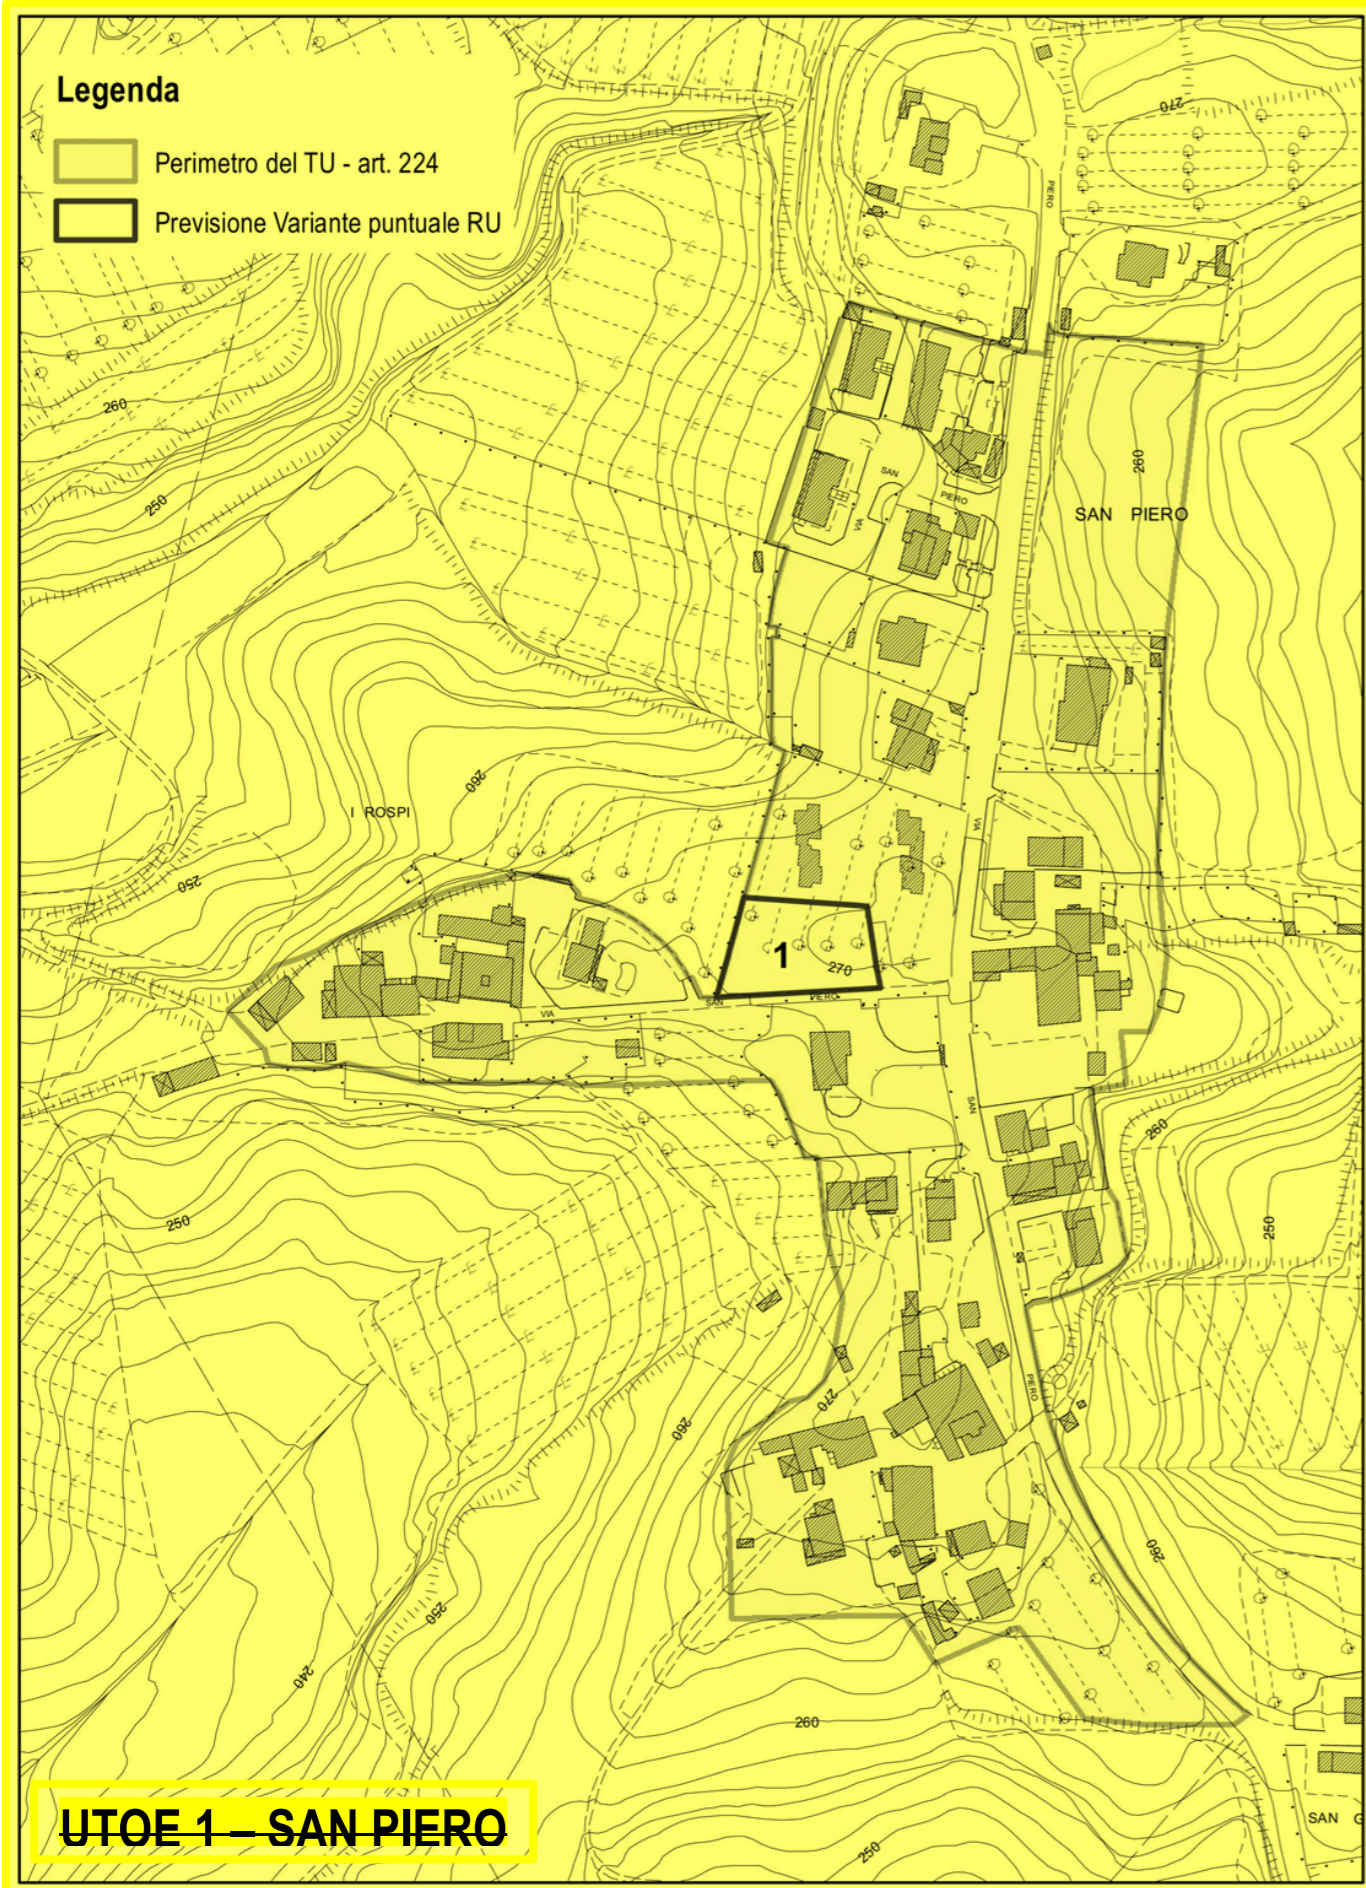 Legenda
Perimetro del TU - art. 224
Previsione Variante puntuale RU
270
PIERO
260
260
250
SAN
PIERO
VIA
SAN PIERO
260
I ROSPI
VIA
250
1
270
SAN
PIERO
VIA
SAN
260
250
250
PIERO
270
260
260
250
240
260
UTOE 1 – SAN PIERO
SAN G
250